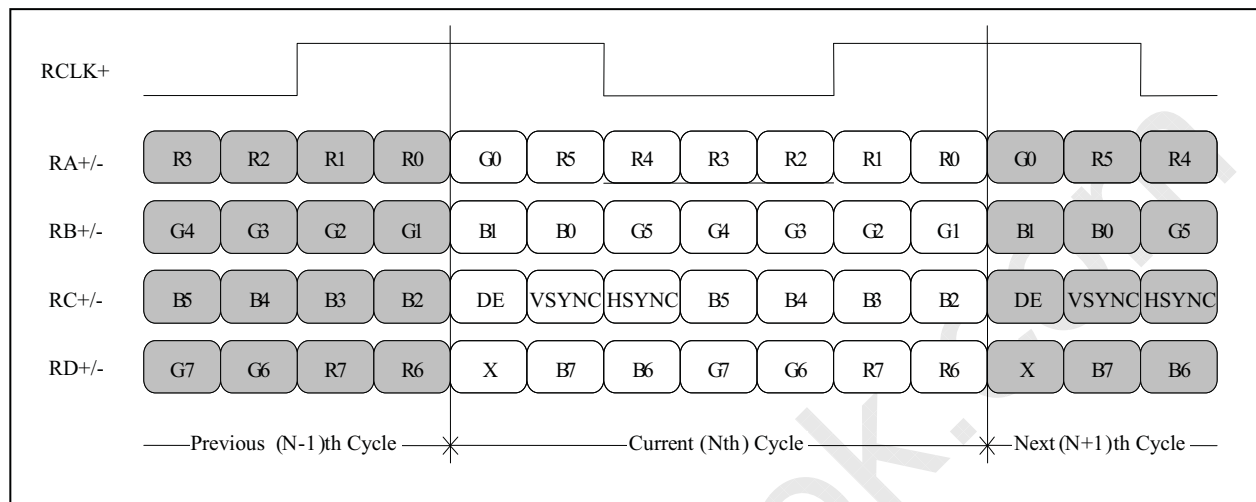 RCLK+
RA+/- R3 R2 R1 R0 G0 R5 R4 R3 R2 R1 R0 G0 R5 R4
RB+/- G4 G3 G2 G1 B1 B0 G5 G4 G3 G2 G1 B1 B0 G5
RC+/- B5 B4 B3 B2 DE VSYNC HSYNC B5 B4 B3 B2 DE VSYNC HSYNC
RD+/- G7 G6 R7 R6 X B7 B6 G7 G6 R7 R6 X B7 B6
Previous (N-1)th Cycle Current (Nth) Cycle Next (N+1)th Cycle